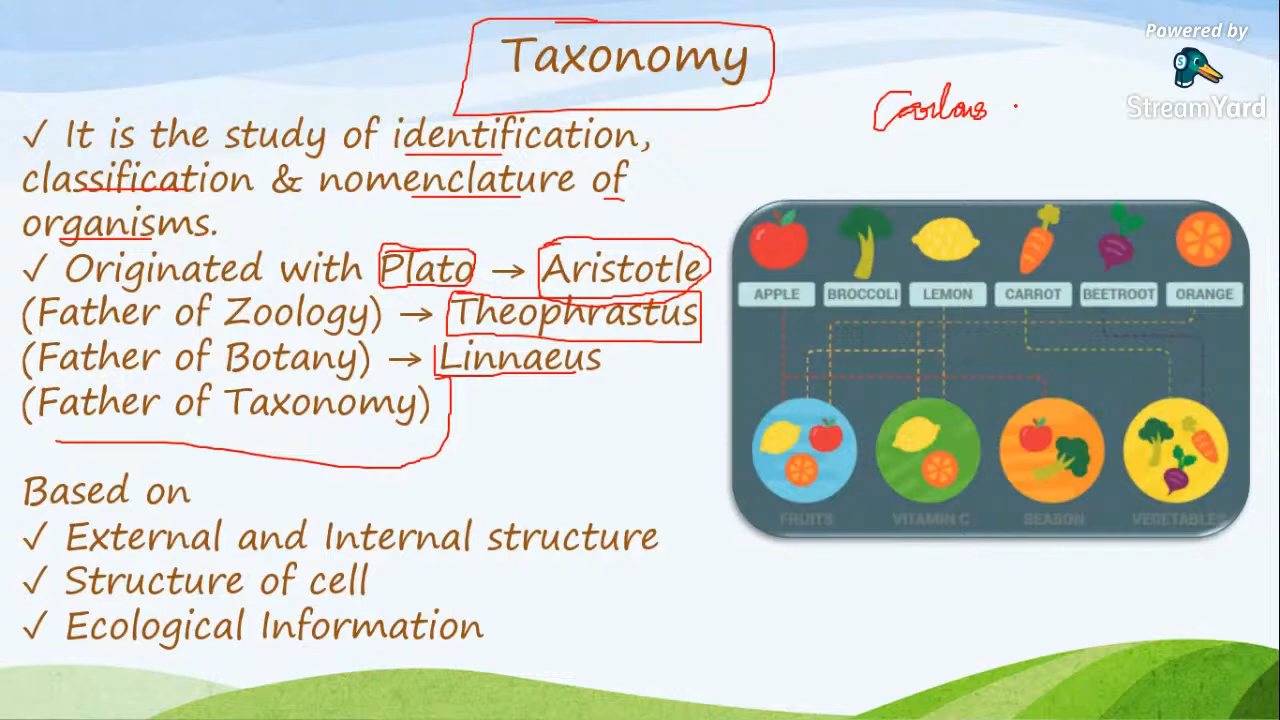 Powered by
StreamYard
Taxonomy
✓ It is the study of identification,
classification & nomenclature of
organisms.
✓ Originated with Plato → Aristotle
(Father of Zoology) → Theophrastus
(Father of Botany) → Linnaeus
(Father of Taxonomy)
Based on
✓ External and Internal structure
✓ Structure of cell
✓ Ecological Information
APPLE BROCCOLI LEMON CARROT BEETROOT ORANGE
FRUITS VITAMIN C SEASON VEGETABLES